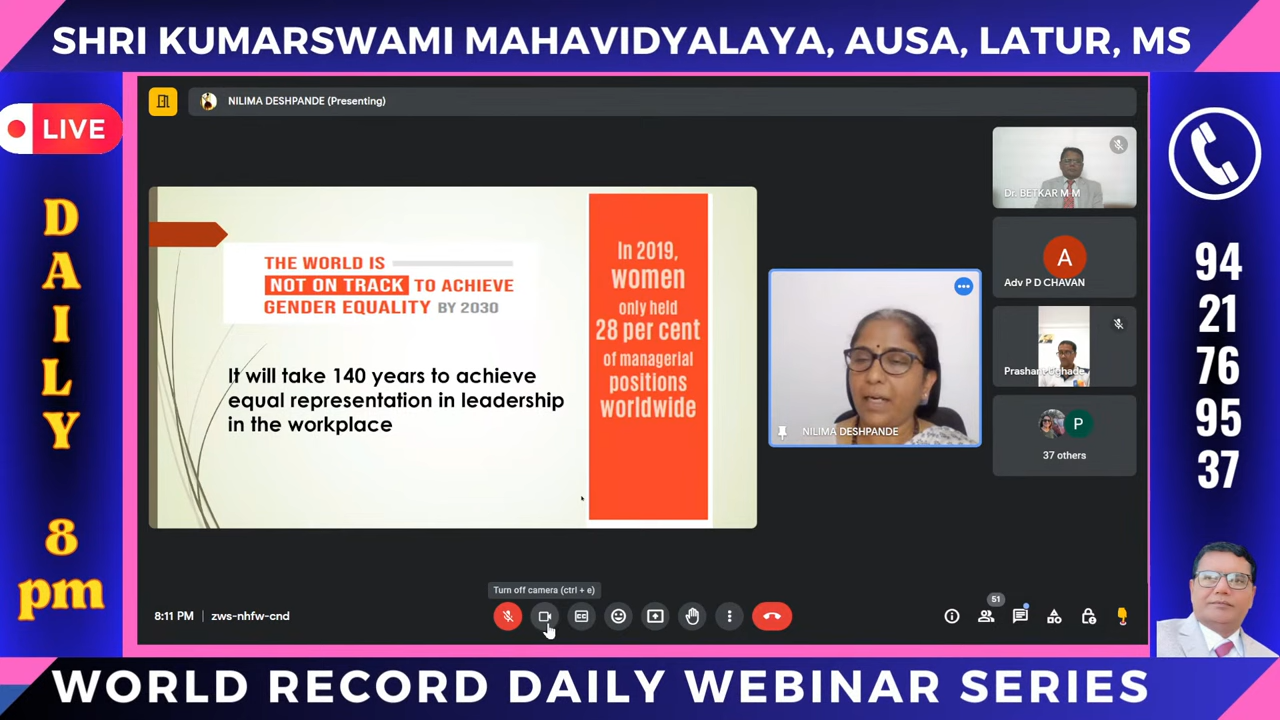 SHRI KUMARSWAMI MAHAVIDYALAYA, AUSA, LATUR, MS
LIVE
DAILY
8
pm
NILIMA DESHPANDE (Presenting)
THE WORLD IS
NOT ON TRACK TO ACHIEVE
GENDER EQUALITY BY 2030
It will take 140 years to achieve
equal representation in leadership
in the workplace
In 2019,
women
only held
28 per cent
of managerial
positions
worldwide
NILIMA DESHPANDE
Dr. BETKAR M M
A
Adv P D CHAVAN
P
37 others
94
21
76
95
37
Turn off camera (ctrl + e)
8:11 PM | zws-nhfw-cnd
CC
51
WORLD RECORD DAILY WEBINAR SERIES